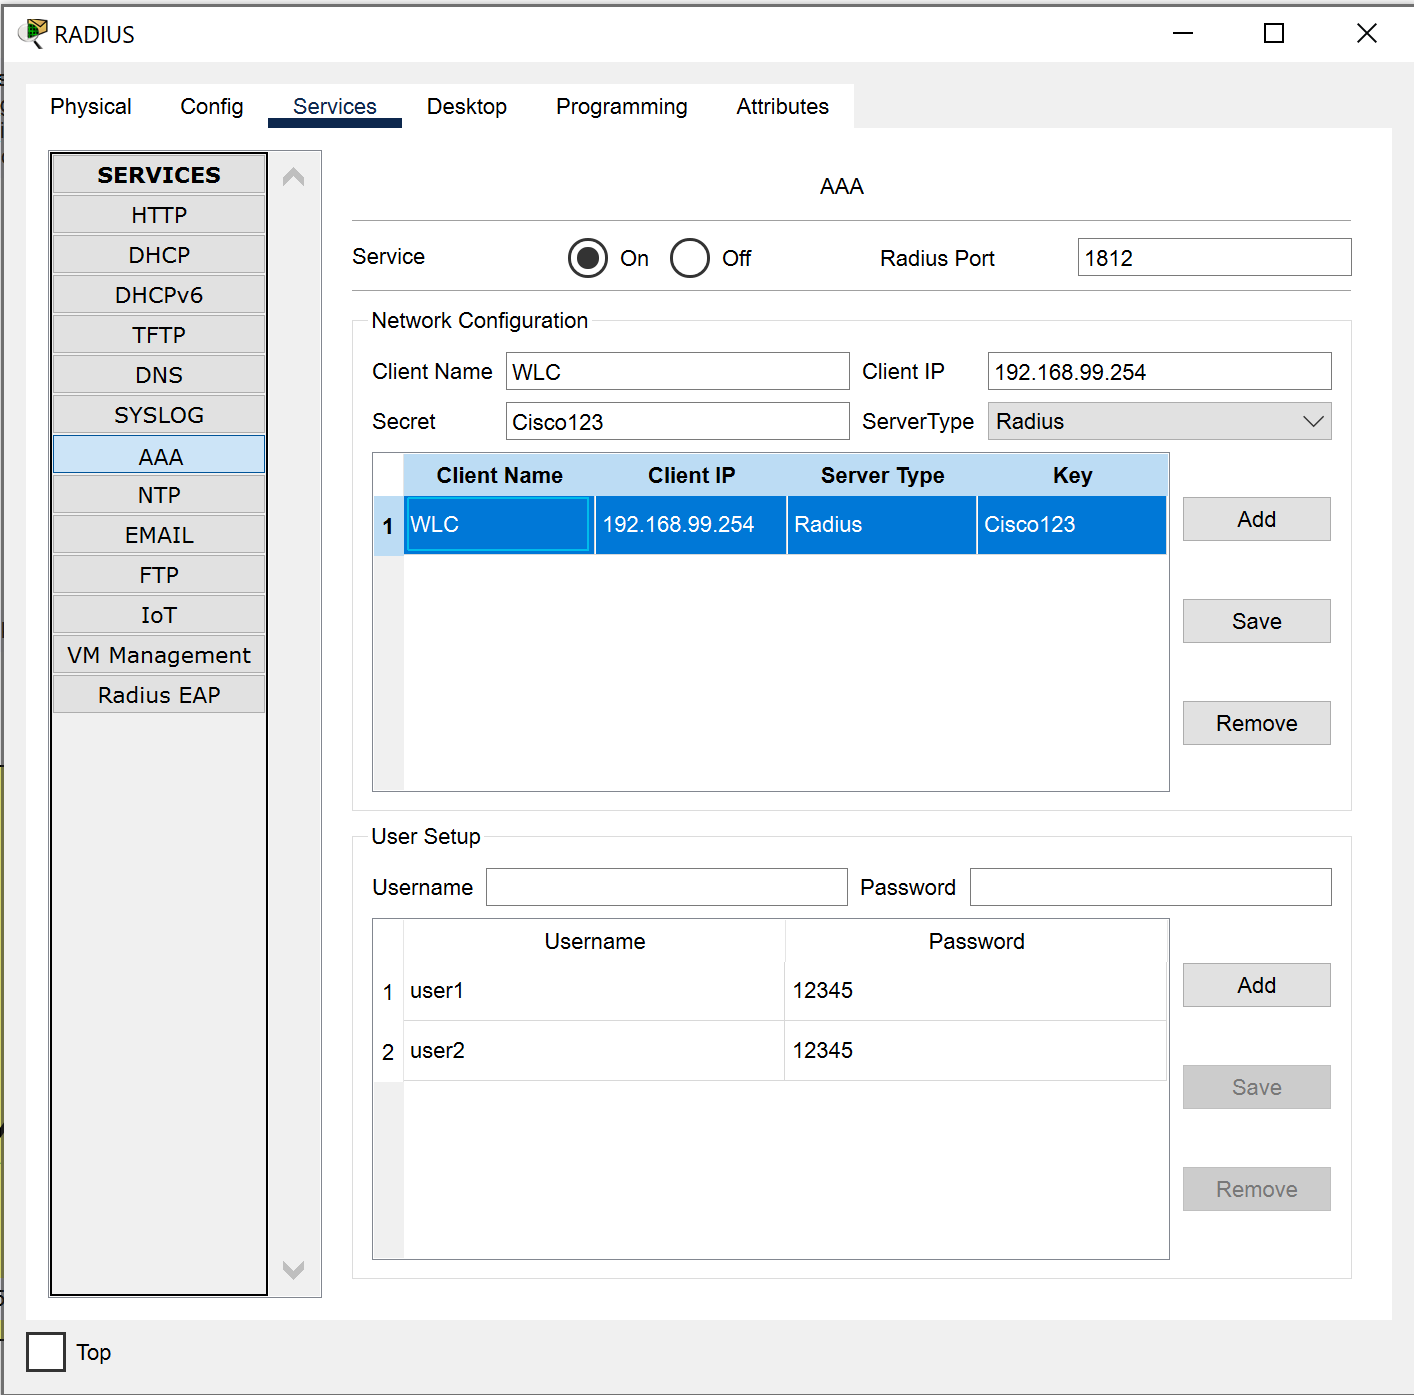 RADIUS
Physical Config Services Desktop Programming Attributes
SERVICES
HTTP
DHCP
DHCPv6
TFTP
DNS
SYSLOG
AAA
NTP
EMAIL
FTP
IoT
VM Management
Radius EAP
AAA
Service On Off Radius Port 1812
Network Configuration
Client Name WLC Client IP 192.168.99.254
Secret Cisco123 ServerType Radius
Client Name Client IP Server Type Key
1 WLC 192.168.99.254 Radius Cisco123
Add
Save
Remove
User Setup
Username Password
Username Password
1 user1 12345
2 user2 12345
Add
Save
Remove
Top